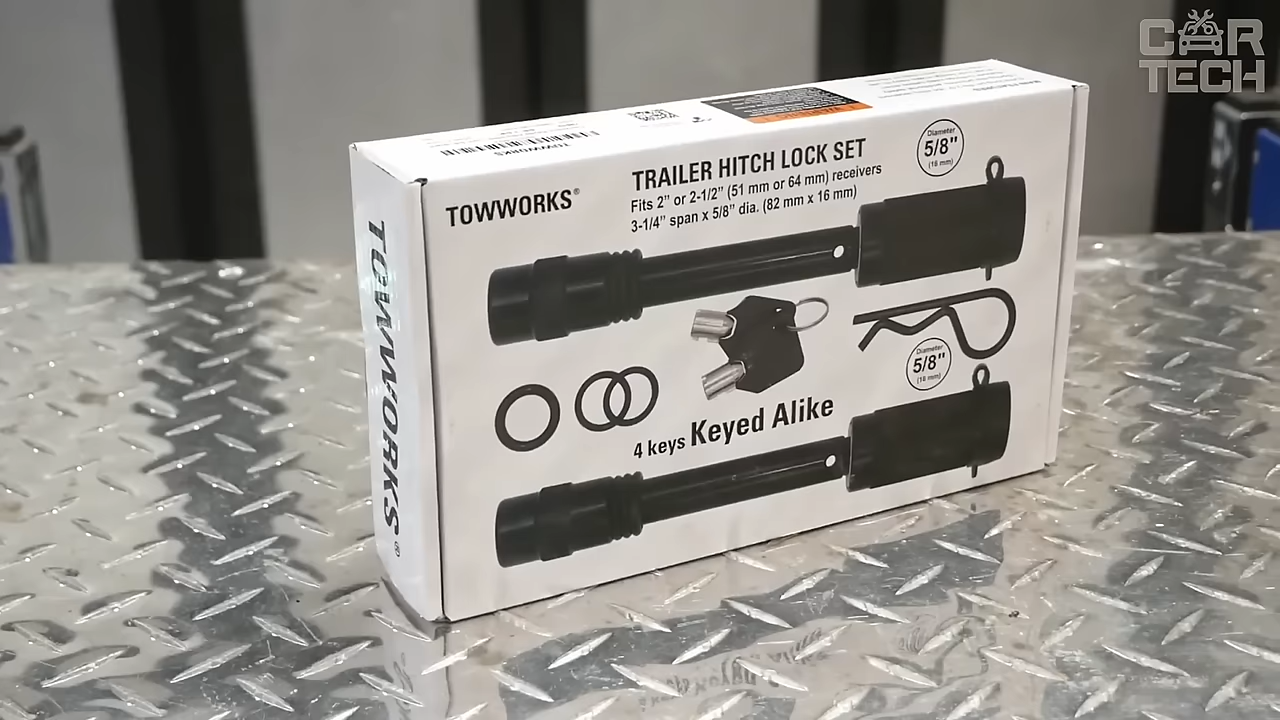 CAR
TECH
TOWWORKS
TOWWORKS®
TRAILER HITCH LOCK SET
Fits 2” or 2-1/2” (51 mm or 64 mm) receivers
3-1/4” span x 5/8” dia. (82 mm x 16 mm)
Diameter
5/8"
(16 mm)
TOWWORKS®
Diameter
5/8"
(16 mm)
4 keys Keyed Alike